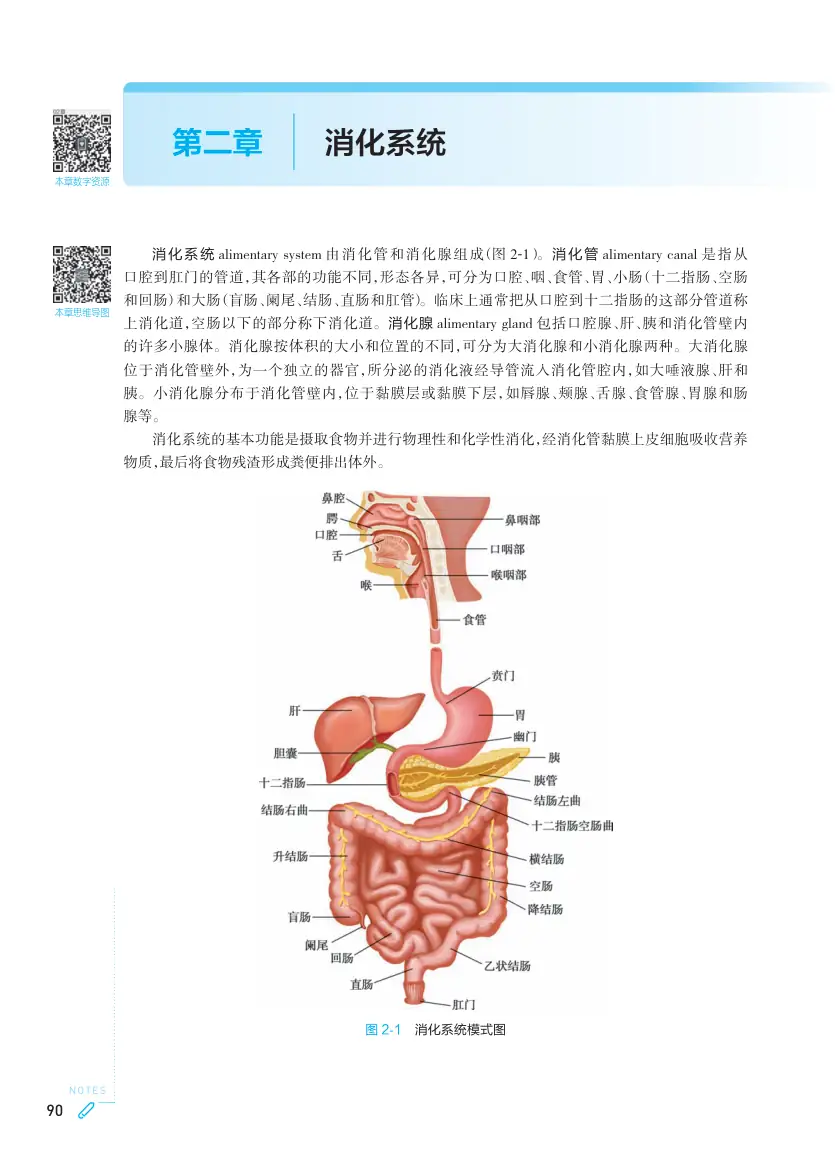 第二章
消化系统
本章数字资源
本章思维导图
消化系统 alimentary system 由消化管和消化腺组成(图 2-1)。消化管 alimentary canal 是指从
口腔到肛门的管道,其各部的功能不同,形态各异,可分为口腔、咽、食管、胃、小肠(十二指肠、空肠
和回肠)和大肠(盲肠、阑尾、结肠、直肠和肛管)。临床上通常把从口腔到十二指肠的这部分管道称
上消化道,空肠以下的部分称下消化道。消化腺 alimentary gland 包括口腔腺、肝、胰和消化管壁内
的许多小腺体。消化腺按体积的大小和位置的不同,可分为大消化腺和小消化腺两种。大消化腺
位于消化管壁外,为一个独立的器官,所分泌的消化液经导管流入消化管腔内,如大唾液腺、肝和
胰。小消化腺分布于消化管壁内,位于黏膜层或黏膜下层,如唇腺、颊腺、舌腺、食管腺、胃腺和肠
腺等。
消化系统的基本功能是摄取食物并进行物理性和化学性消化,经消化管黏膜上皮细胞吸收营养
物质,最后将食物残渣形成粪便排出体外。
鼻腔
腭
口腔
舌
喉
鼻咽部
口咽部
喉咽部
食管
贲门
胃
幽门
胰
胰管
结肠左曲
十二指肠空肠曲
横结肠
空肠
降结肠
乙状结肠
肛门
肝
胆囊
十二指肠
结肠右曲
升结肠
盲肠
阑尾
回肠
直肠
图 2-1 消化系统模式图
NOTES
90